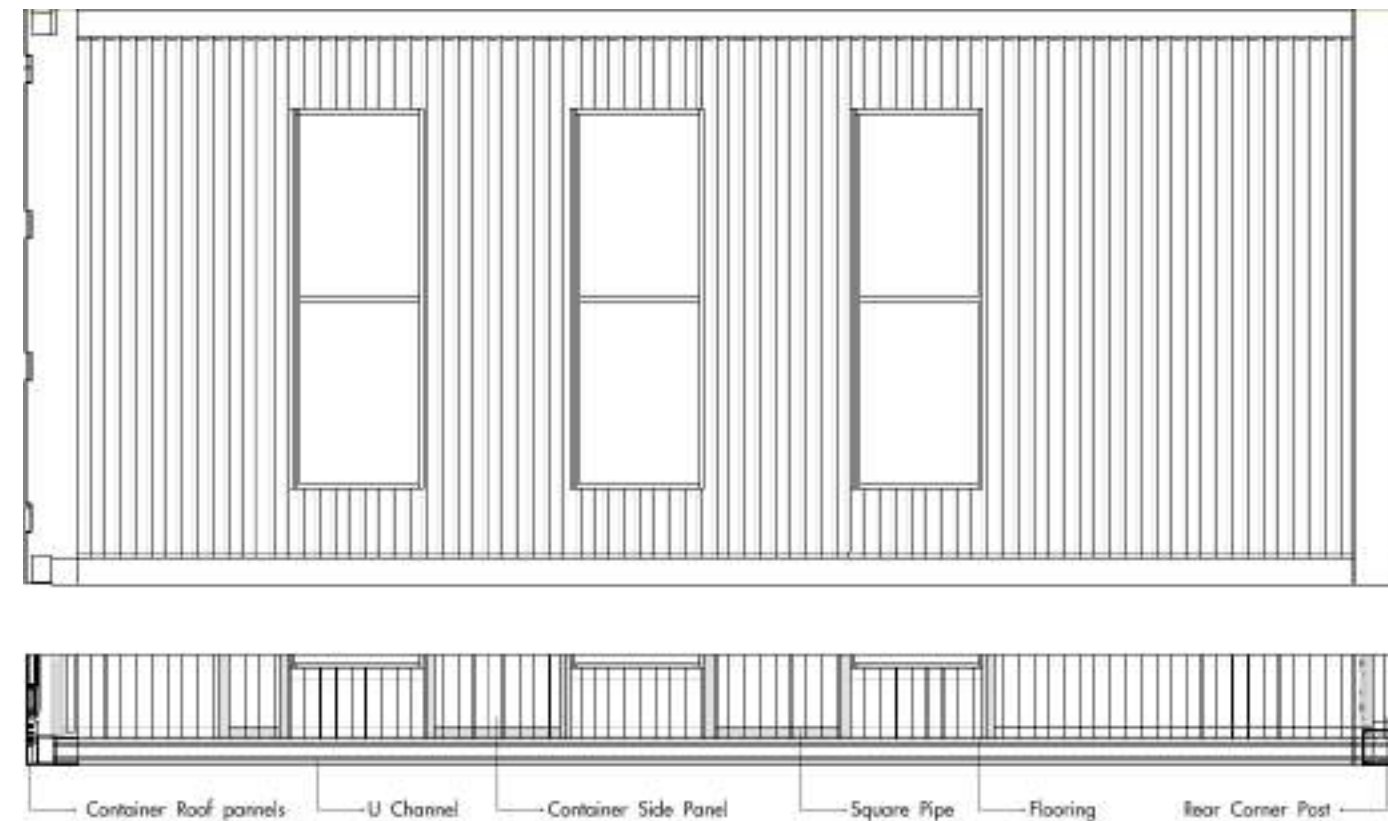 Container Roof pannels
U Channel
Container Side Panel
Square Pipe
Flooring
Rear Corner Post